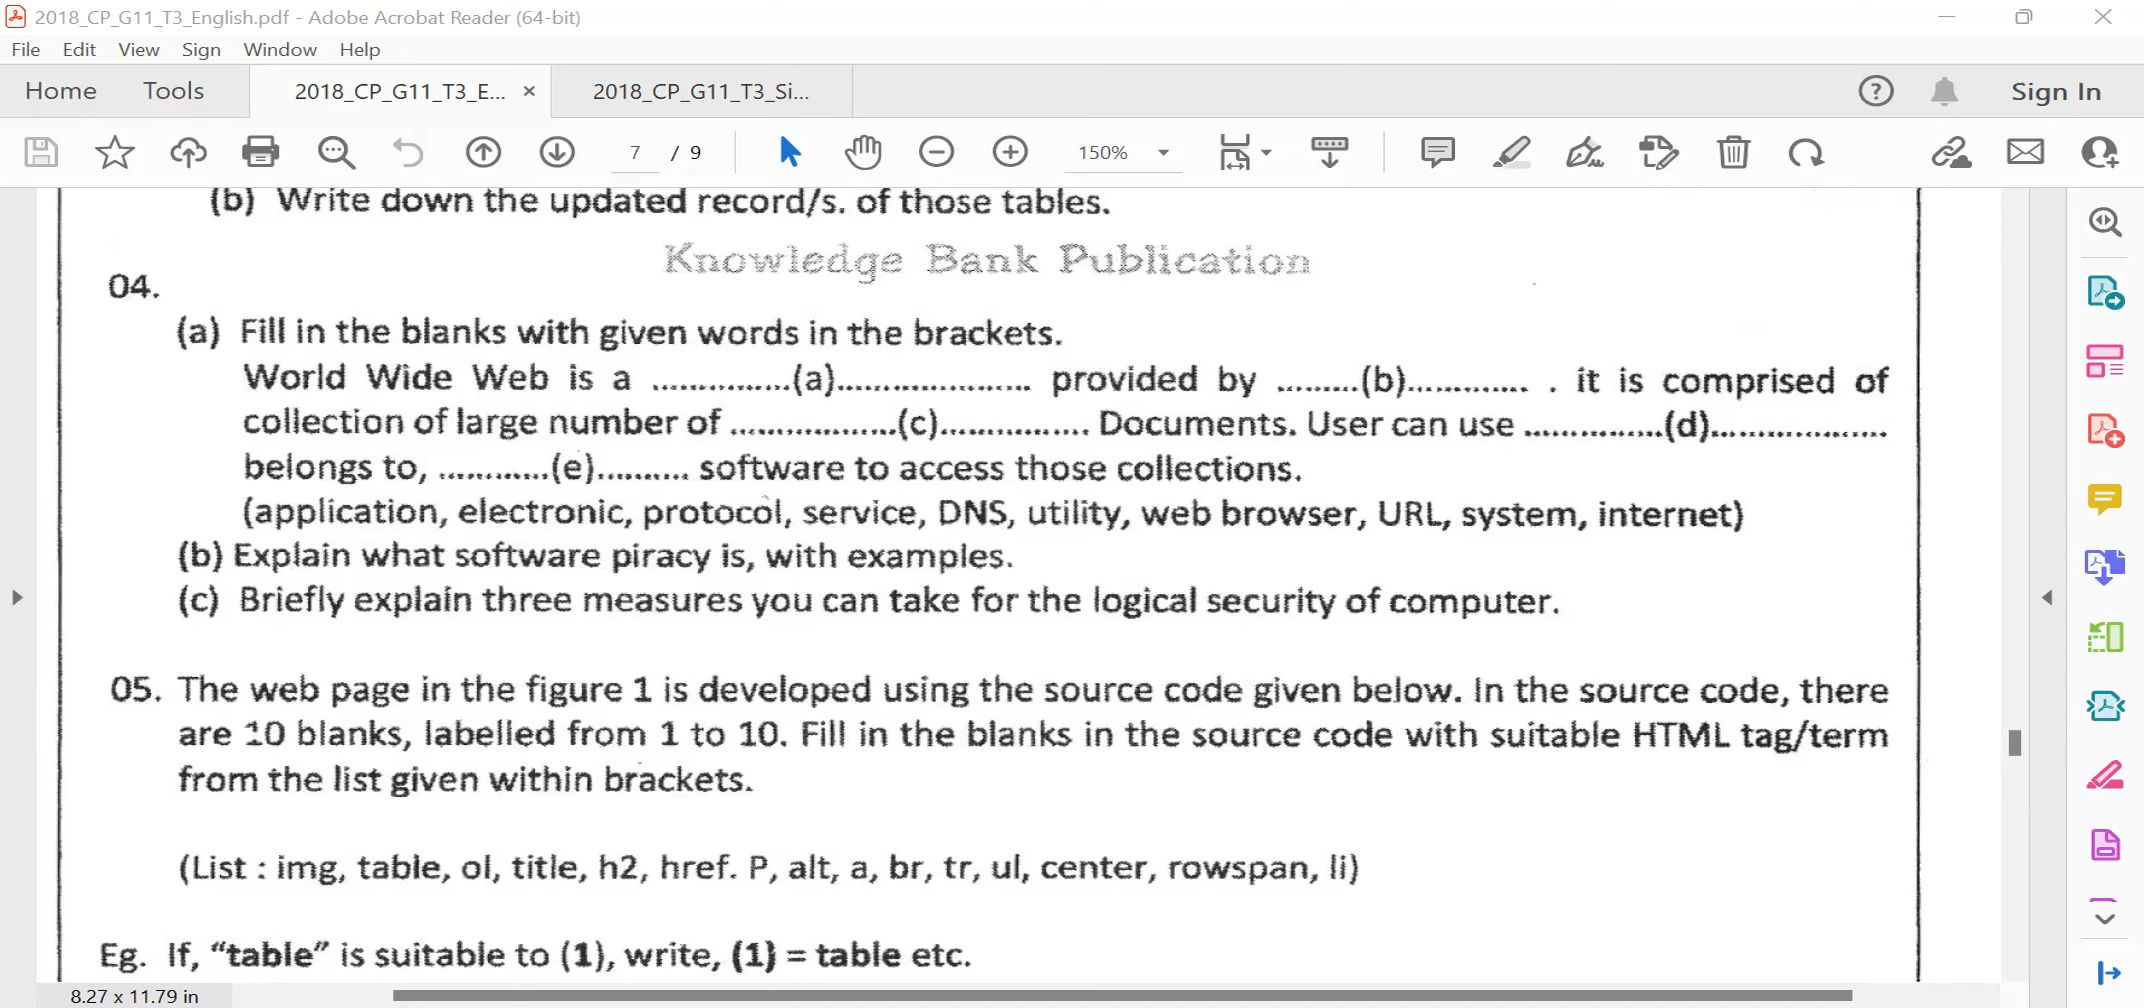 2018_CP_G11_T3_English.pdf - Adobe Acrobat Reader (64-bit)
File Edit View Sign Window Help
Home Tools 2018_CP_G11_T3_E... × 2018_CP_G11_T3_Si... Sign In
7 / 9 150%
(b) Write down the updated record/s. of those tables.
Knowledge Bank Publication
04.
(a) Fill in the blanks with given words in the brackets.
World Wide Web is a ..............(a)..................... provided by .........(b)............. . it is comprised of
collection of large number of ..................(c)................ Documents. User can use ...............(d)...................
belongs to, ............(e).......... software to access those collections.
(application, electronic, protocol, service, DNS, utility, web browser, URL, system, internet)
(b) Explain what software piracy is, with examples.
(c) Briefly explain three measures you can take for the logical security of computer.
05. The web page in the figure 1 is developed using the source code given below. In the source code, there
are 10 blanks, labelled from 1 to 10. Fill in the blanks in the source code with suitable HTML tag/term
from the list given within brackets.
(List : img, table, ol, title, h2, href. P, alt, a, br, tr, ul, center, rowspan, li)
Eg. If, “table” is suitable to (1), write, (1) = table etc.
8.27 x 11.79 in